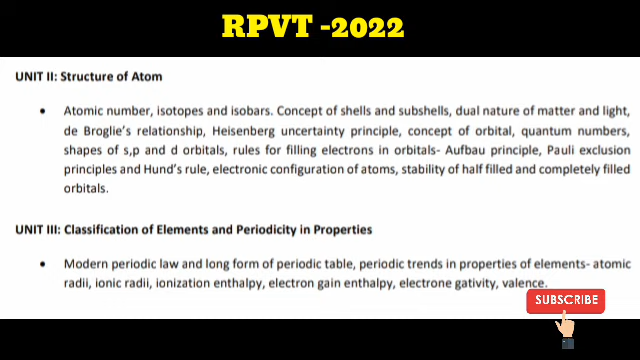 RPVT -2022
UNIT II: Structure of Atom
• Atomic number, isotopes and isobars. Concept of shells and subshells, dual nature of matter and light,
de Broglie's relationship, Heisenberg uncertainty principle, concept of orbital, quantum numbers,
shapes of s,p and d orbitals, rules for filling electrons in orbitals- Aufbau principle, Pauli exclusion
principles and Hund's rule, electronic configuration of atoms, stability of half filled and completely filled
orbitals.
UNIT III: Classification of Elements and Periodicity in Properties
• Modern periodic law and long form of periodic table, periodic trends in properties of elements- atomic
radii, ionic radii, ionization enthalpy, electron gain enthalpy, electrone gativity, valence.
SUBSCRIBE